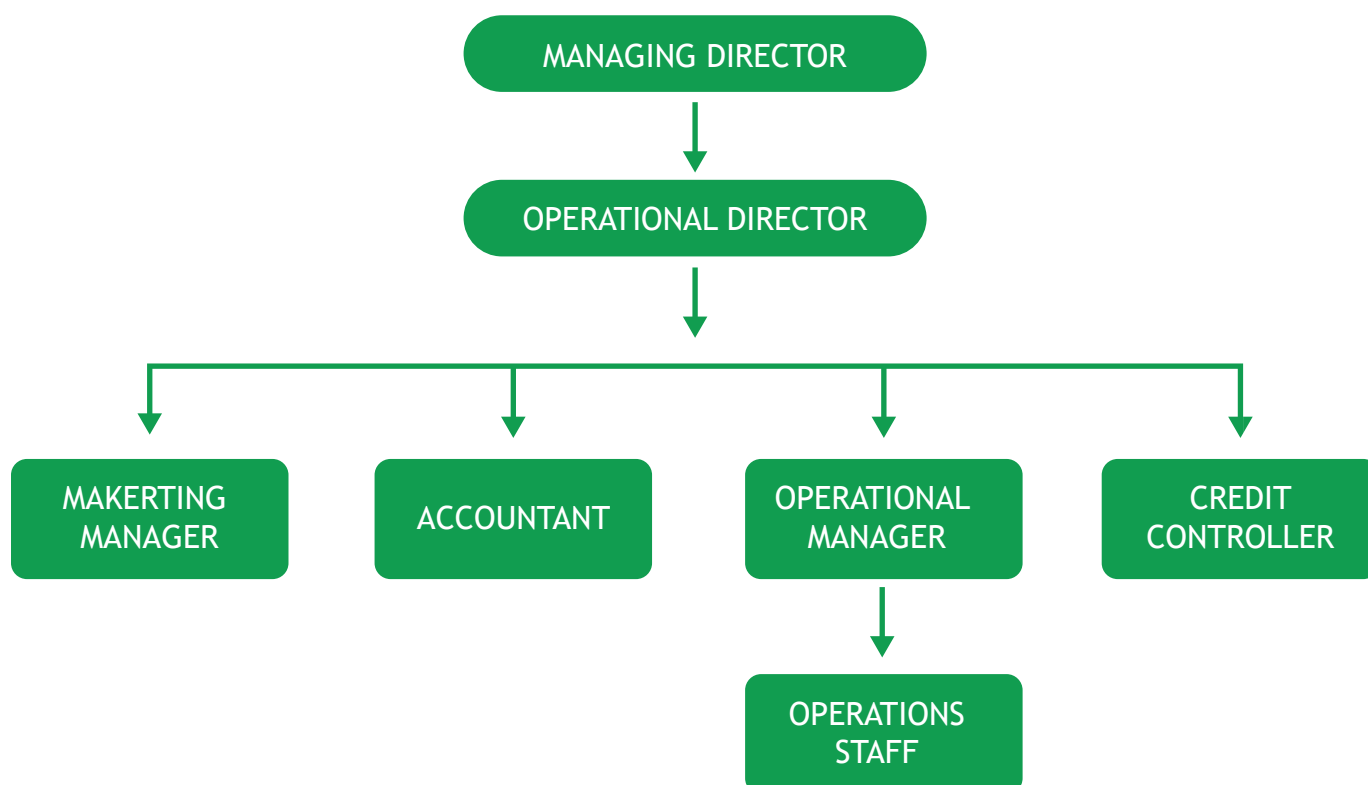 MANAGING DIRECTOR
OPERATIONAL DIRECTOR
MAKERTING
MANAGER
ACCOUNTANT
OPERATIONAL
MANAGER
CREDIT
CONTROLLER
OPERATIONS
STAFF